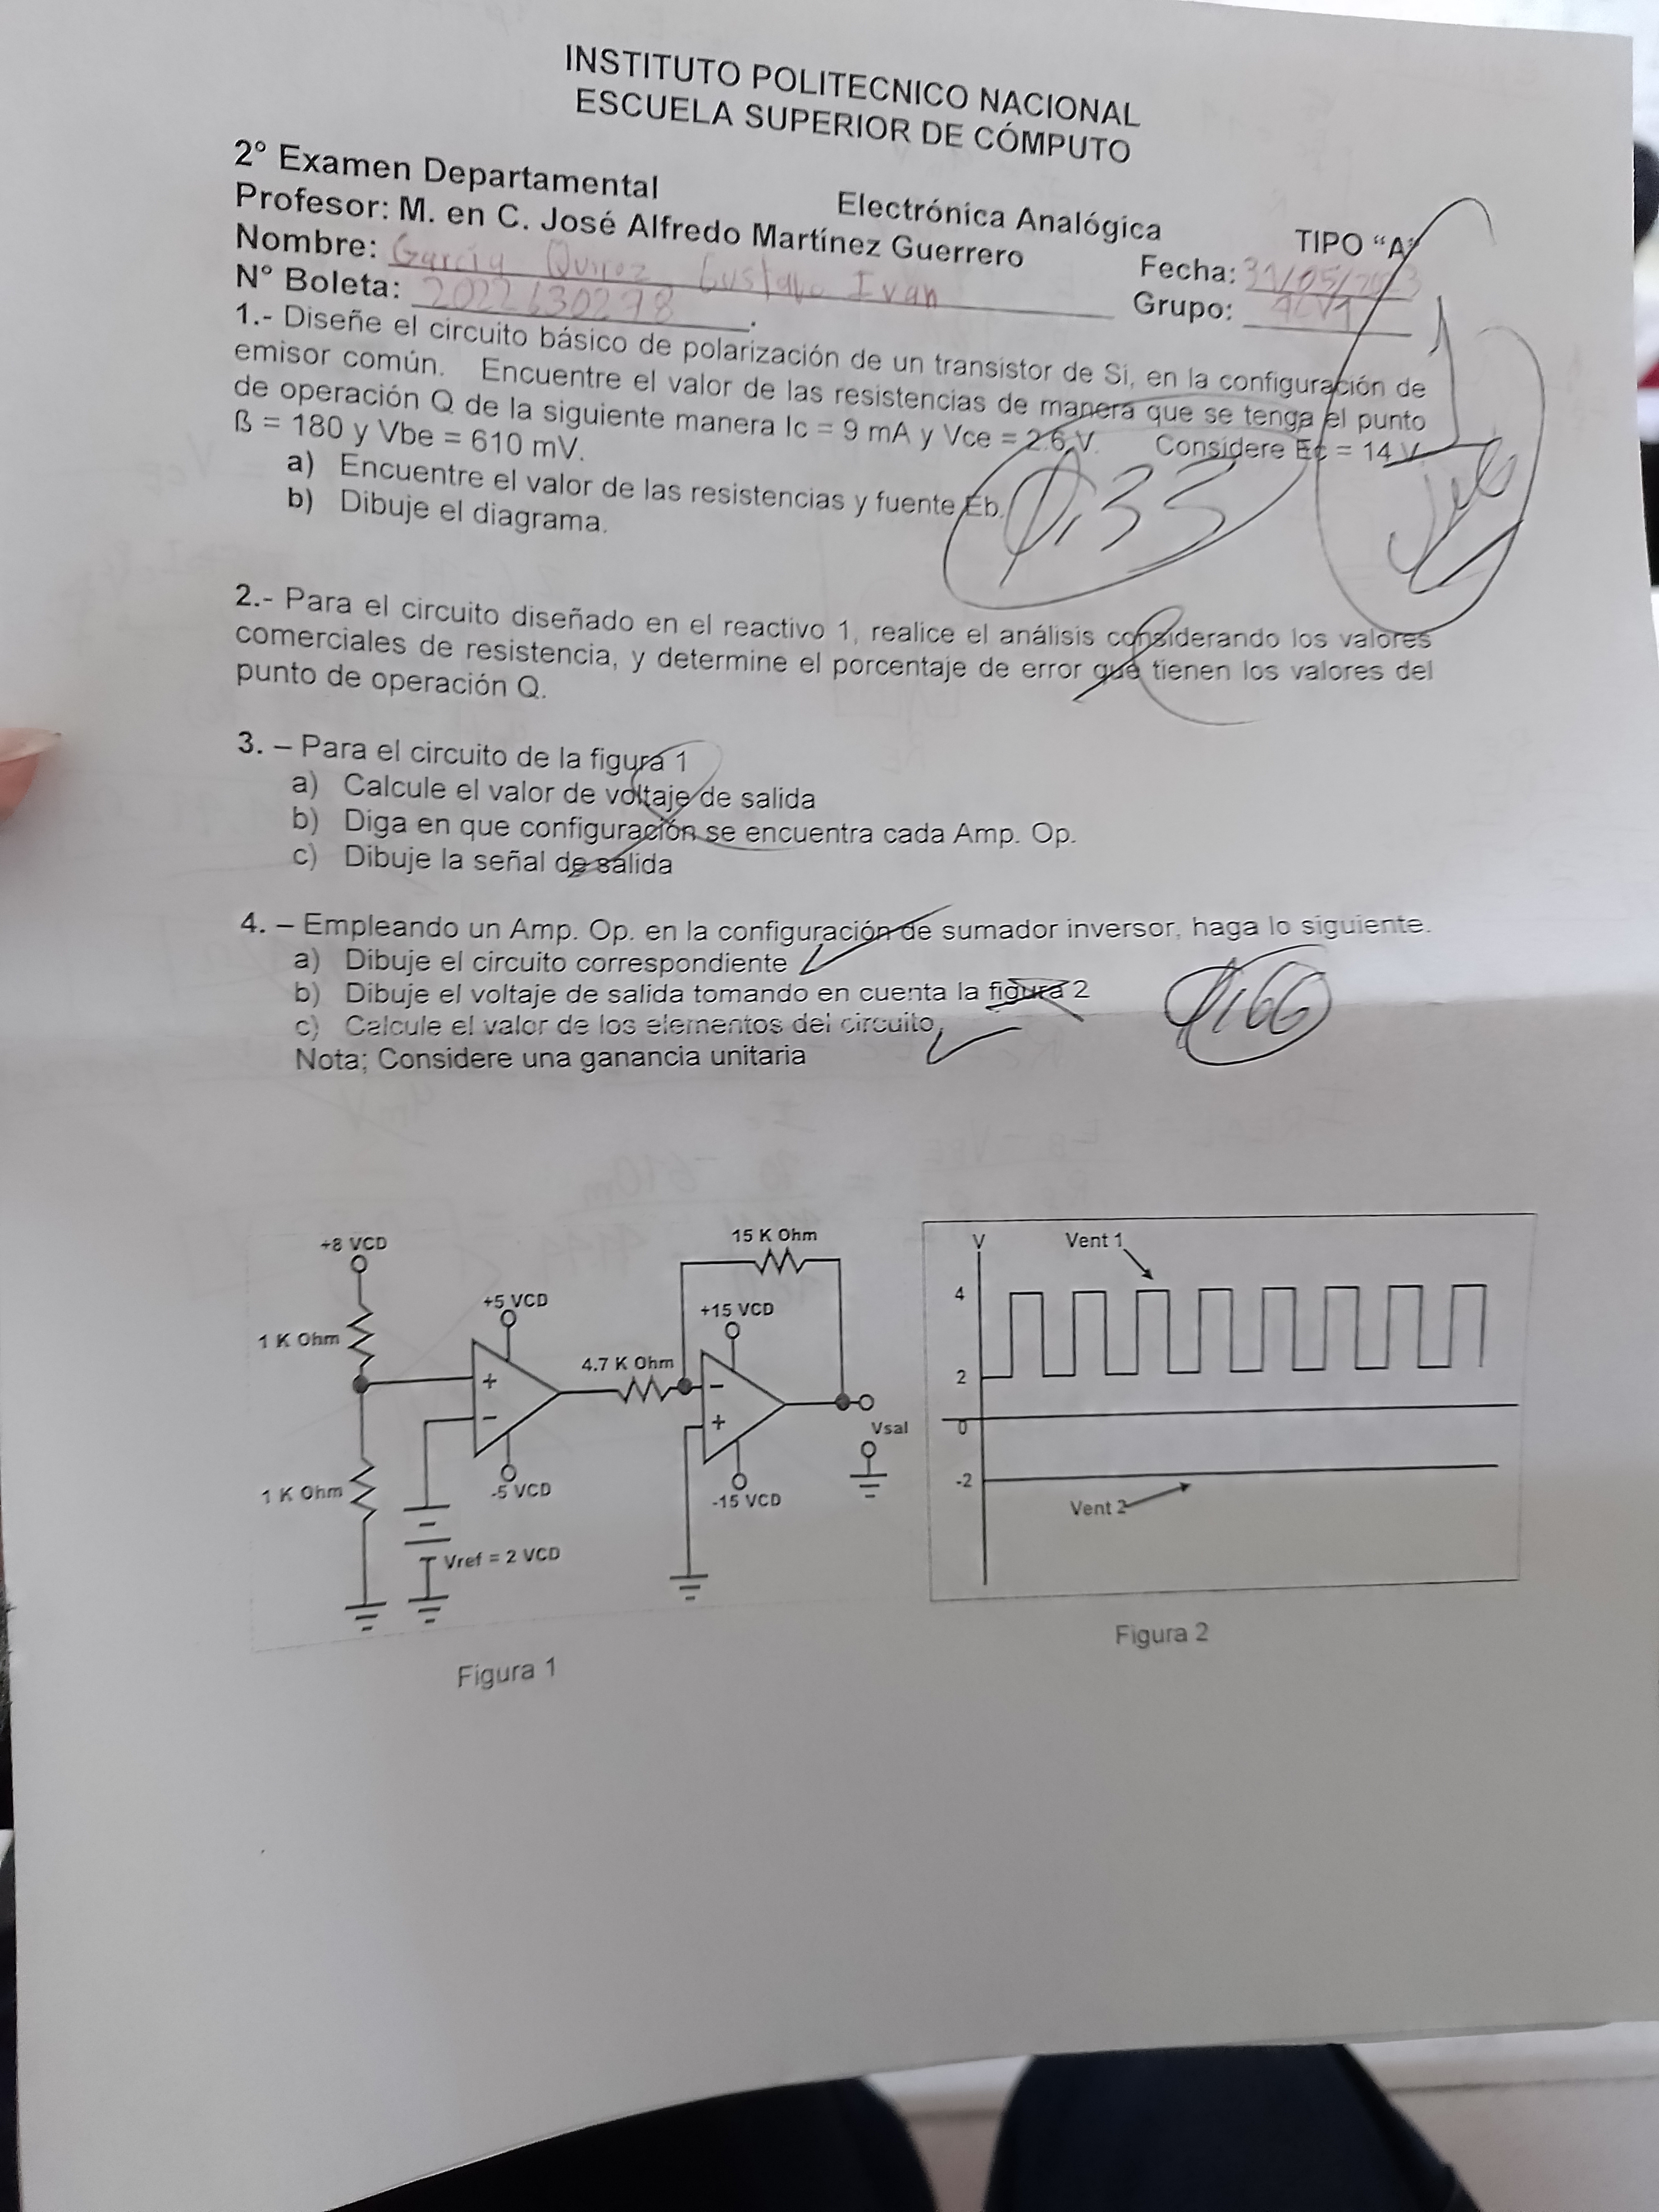 INSTITUTO POLITECNICO NACIONAL
ESCUELA SUPERIOR DE CÓMPUTO
2° Examen Departamental
Electrónica Analógica
TIPO "A"
Profesor: M. en C. José Alfredo Martínez Guerrero
Fecha: 31/05/2023
Nombre: García Quiroz Gustavo Ivan
Grupo: 4CV1
N° Boleta: 2022630278.
1.- Diseñe el circuito básico de polarización de un transistor de Si, en la configuración de
emisor común. Encuentre el valor de las resistencias de manera que se tenga el punto
de operación Q de la siguiente manera Ic = 9 mA y Vce = 2.6 V. Considere Ec = 14 V.
ß = 180 y Vbe = 610 mV.
a) Encuentre el valor de las resistencias y fuente Eb.
b) Dibuje el diagrama.
0.33
2.- Para el circuito diseñado en el reactivo 1, realice el análisis considerando los valores
comerciales de resistencia, y determine el porcentaje de error que tienen los valores del
punto de operación Q.
3. – Para el circuito de la figura 1
a) Calcule el valor de voltaje de salida
b) Diga en que configuración se encuentra cada Amp. Op.
c) Dibuje la señal de salida
4. – Empleando un Amp. Op. en la configuración de sumador inversor, haga lo siguiente.
a) Dibuje el circuito correspondiente
b) Dibuje el voltaje de salida tomando en cuenta la figura 2
c) Calcule el valor de los elementos del circuito,
Nota; Considere una ganancia unitaria
0.66
+8 VCD
1 K Ohm
+5 VCD
15 K Ohm
+15 VCD
4.7 K Ohm
+
-
-
+
Vsal
1 K Ohm
-5 VCD
-15 VCD
Vref = 2 VCD
Figura 1
V
Vent 1
4
2
0
-2
Vent 2
Figura 2